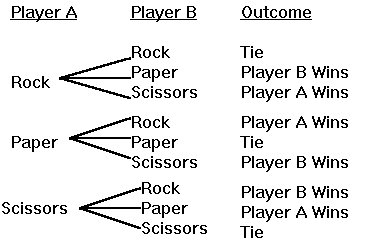 Player A Player B Outcome
Rock Tie
Paper Player B Wins
Rock
Scissors Player A Wins
Rock Player A Wins
Paper Paper Tie
Scissors Player B Wins
Rock Player B Wins
Scissors Paper Player A Wins
Scissors Tie